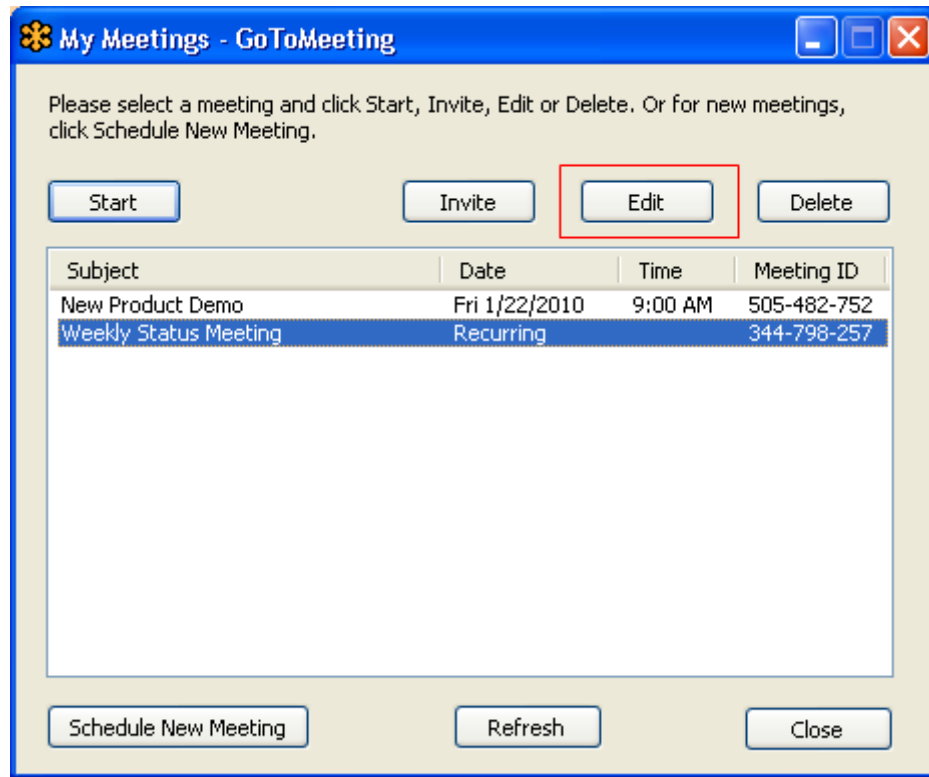 My Meetings - GoToMeeting
Please select a meeting and click Start, Invite, Edit or Delete. Or for new meetings,
click Schedule New Meeting.
Start Invite Edit Delete
Subject Date Time Meeting ID
New Product Demo Fri 1/22/2010 9:00 AM 505-482-752
Weekly Status Meeting Recurring 344-798-257
Schedule New Meeting Refresh Close